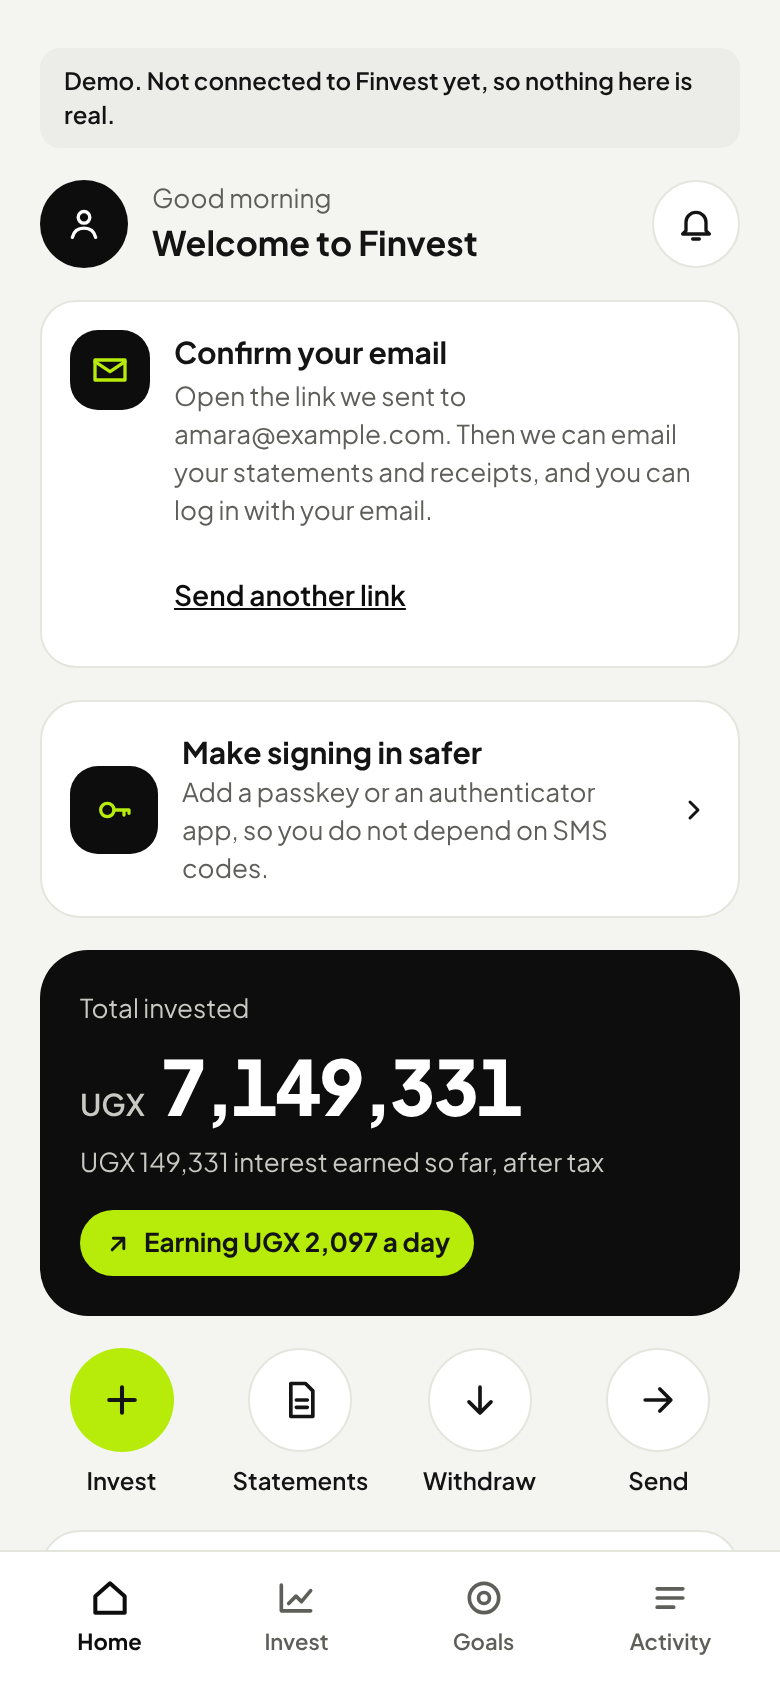 Demo. Not connected to Finvest yet, so nothing here is
real.
Good morning
Welcome to Finvest
Confirm your email
Open the link we sent to
amara@example.com. Then we can email
your statements and receipts, and you can
log in with your email.
Send another link
Make signing in safer
Add a passkey or an authenticator
app, so you do not depend on SMS
codes.
Total invested
UGX 7,149,331
UGX 149,331 interest earned so far, after tax
Earning UGX 2,097 a day
Invest Statements Withdraw Send
Home Invest Goals Activity